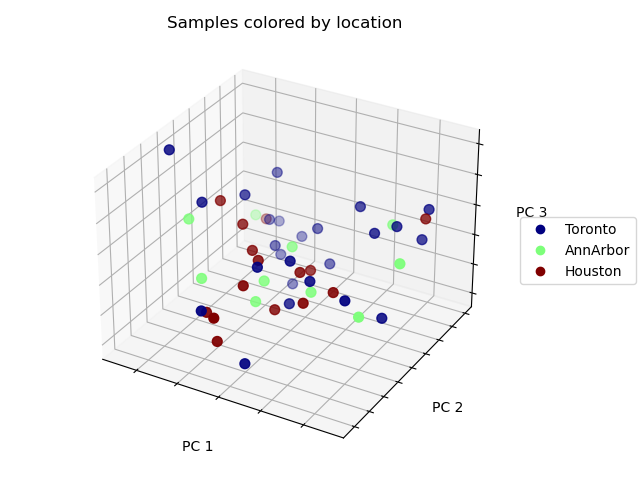 Samples colored by location
PC 3
Toronto
AnnArbor
Houston
PC 2
PC 1